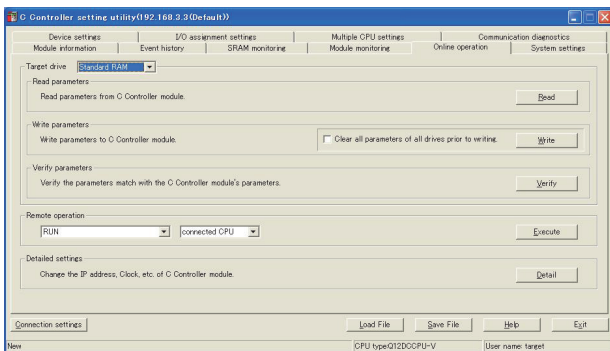 C Controller setting utility(192.168.3.3(Default))
Device settings I/O assignment settings Multiple CPU settings Communication diagnostics
Module information Event history SRAM monitoring Module monitoring Online operation System settings
Target drive Standard RAM
Read parameters
Read parameters from C Controller module. Read
Write parameters
Write parameters to C Controller module. Clear all parameters of all drives prior to writing. Write
Verify parameters
Verify the parameters match with the C Controller module's parameters. Verify
Remote operation
RUN connected CPU Execute
Detailed settings
Change the IP address, Clock, etc. of C Controller module. Detail
Connection settings Load File Save File Help Exit
New CPU type:Q12DCCPU-V User name: target